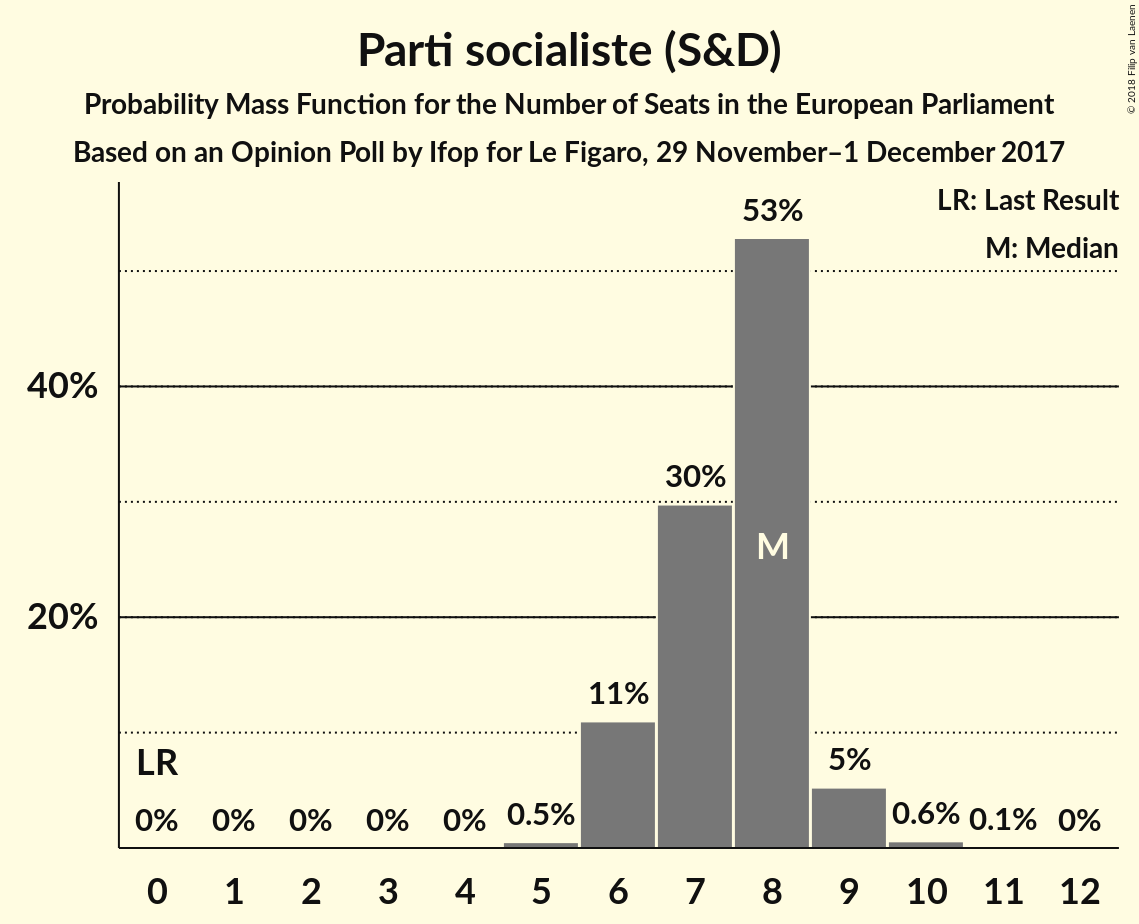 Parti socialiste (S&D)
Probability Mass Function for the Number of Seats in the European Parliament
Based on an Opinion Poll by Ifop for Le Figaro, 29 November–1 December 2017
© 2018 Filip van Laenen
LR: Last Result
M: Median
53%
40%
30%
M
20%
11%
LR
5%
0% 0% 0% 0% 0% 0.5% 0.6% 0.1% 0%
0 1 2 3 4 5 6 7 8 9 10 11 12